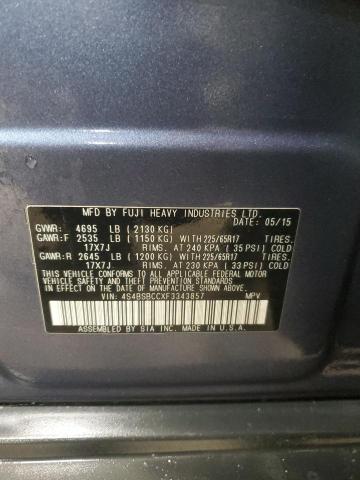 MFD. BY FUJI HEAVY INDUSTRIES LTD.
DATE: 05/15
GVWR: 4695 LB (2130 KG)
GAWR:F 2535 LB (1150 KG) WITH 225/65R17 TIRES.
17X7J RIMS. AT 240 KPA (35 PSI) COLD
GAWR:R 2645 LB (1200 KG) WITH 225/65R17 TIRES.
17X7J RIMS. AT 230 KPA (33 PSI) COLD
THIS VEHICLE CONFORMS TO ALL APPLICABLE
FEDERAL MOTOR VEHICLE SAFETY, BUMPER,
AND THEFT PREVENTION STANDARDS IN
EFFECT ON THE DATE OF MANUFACTURE
SHOWN ABOVE.
4S4BSBCCXF3343857 MPV
ASSEMBLED BY SIA INC. MADE IN U.S.A.